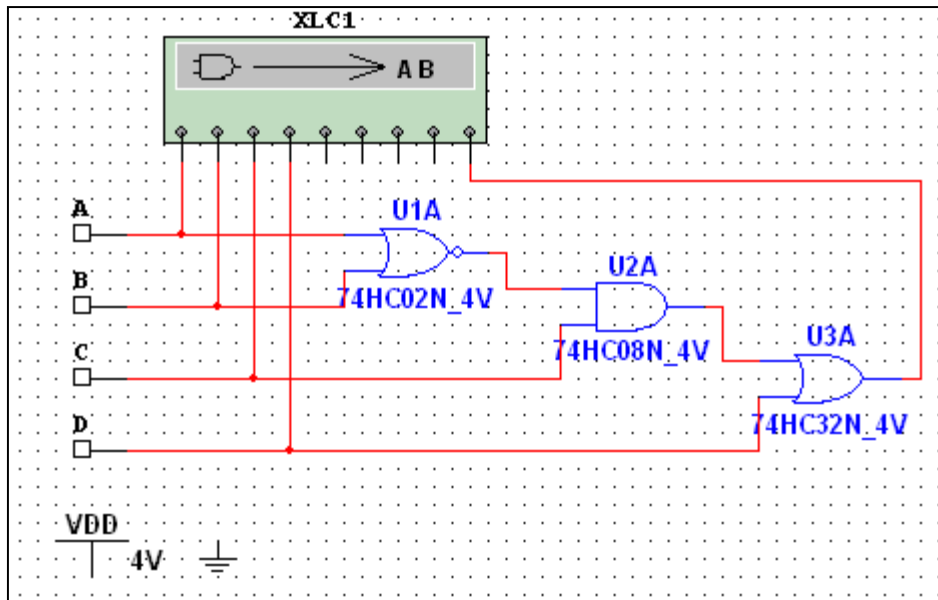 XLC1
A B
A
U1A
B
74HC02N_4V
U2A
C
74HC08N_4V
U3A
D
74HC32N_4V
VDD
4V